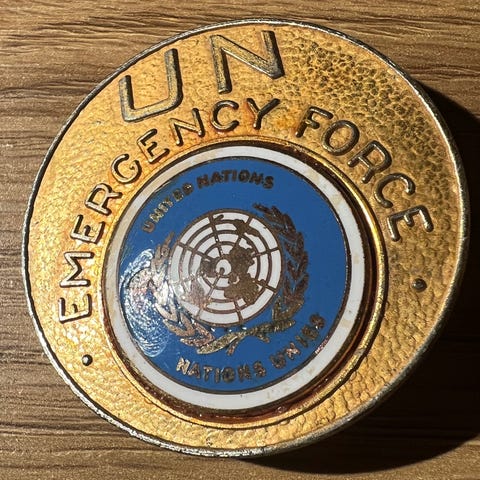 UN
EMERGENCY FORCE
UNITED NATIONS
NATIONS UNIES